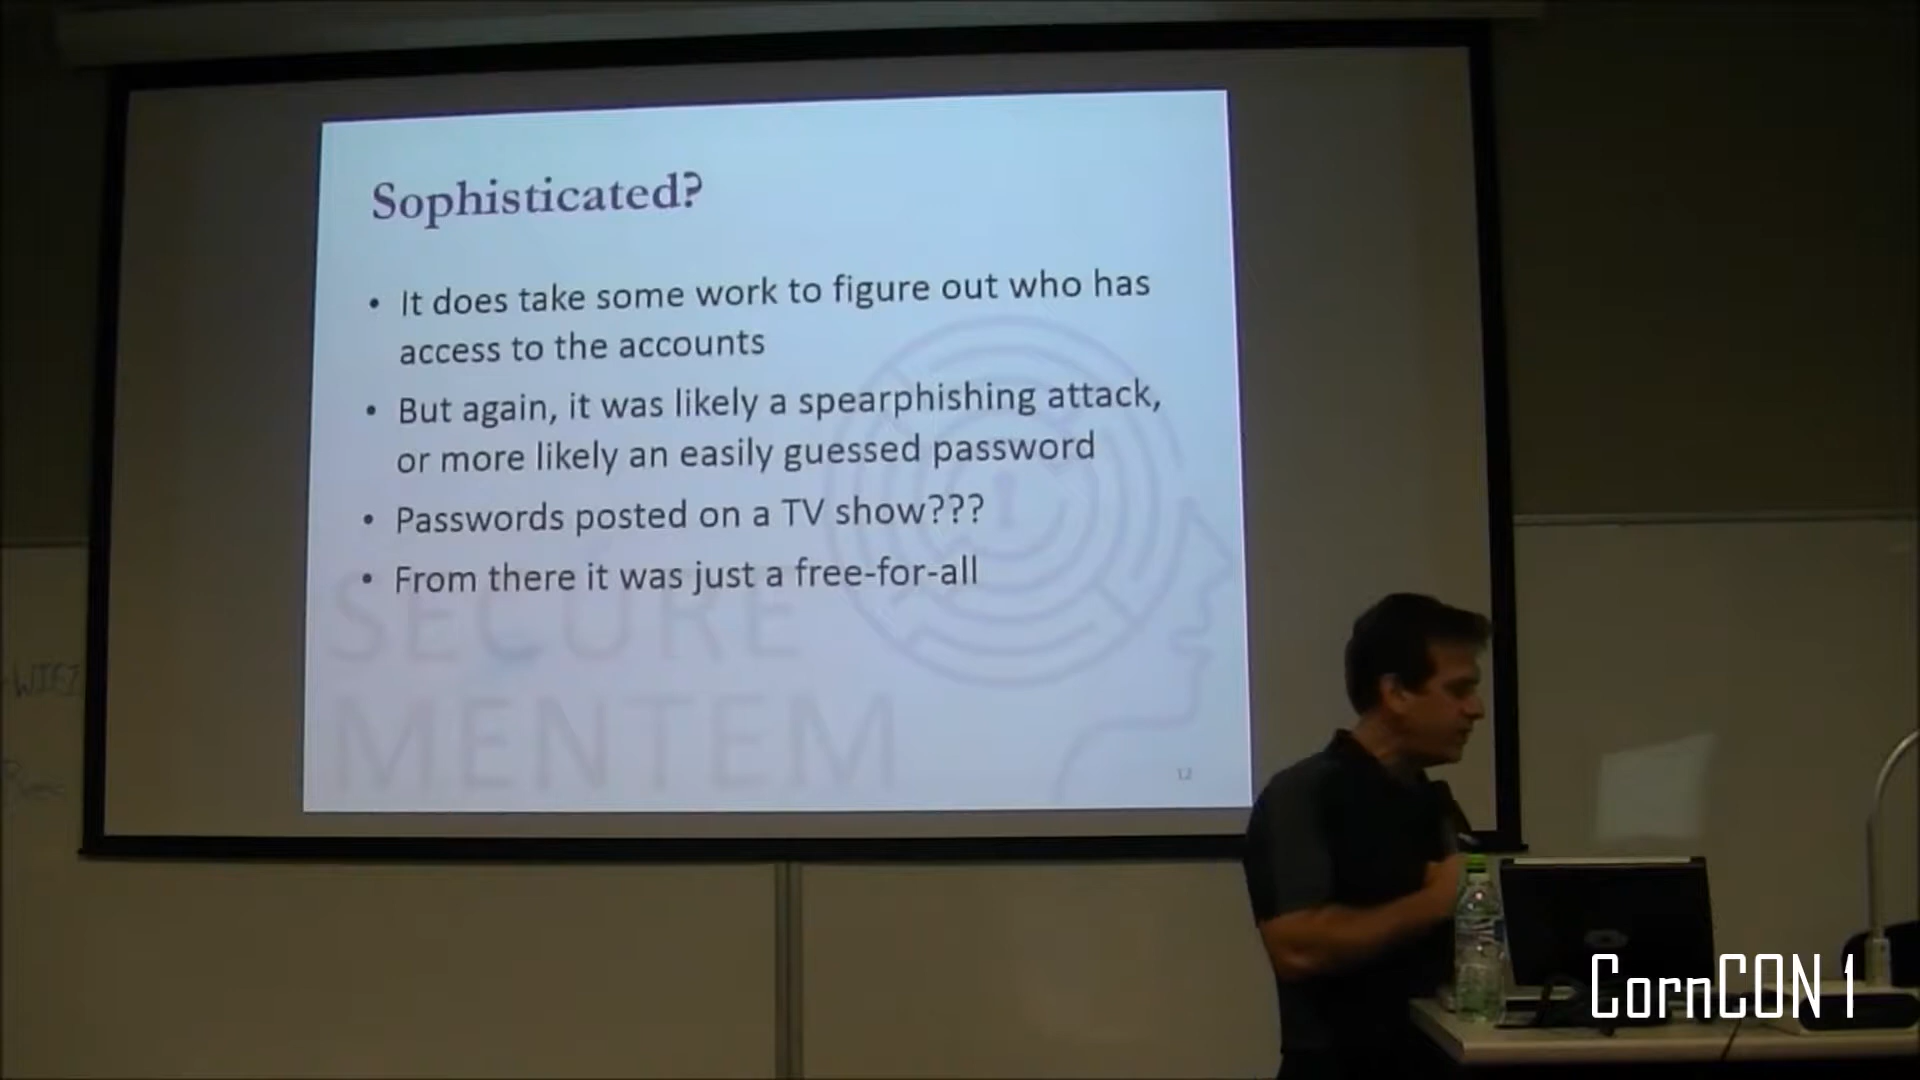 Sophisticated?
• It does take some work to figure out who has
access to the accounts
• But again, it was likely a spearphishing attack,
or more likely an easily guessed password
• Passwords posted on a TV show???
• From there it was just a free-for-all
SECURE
MENTEM
12
CornCON 1